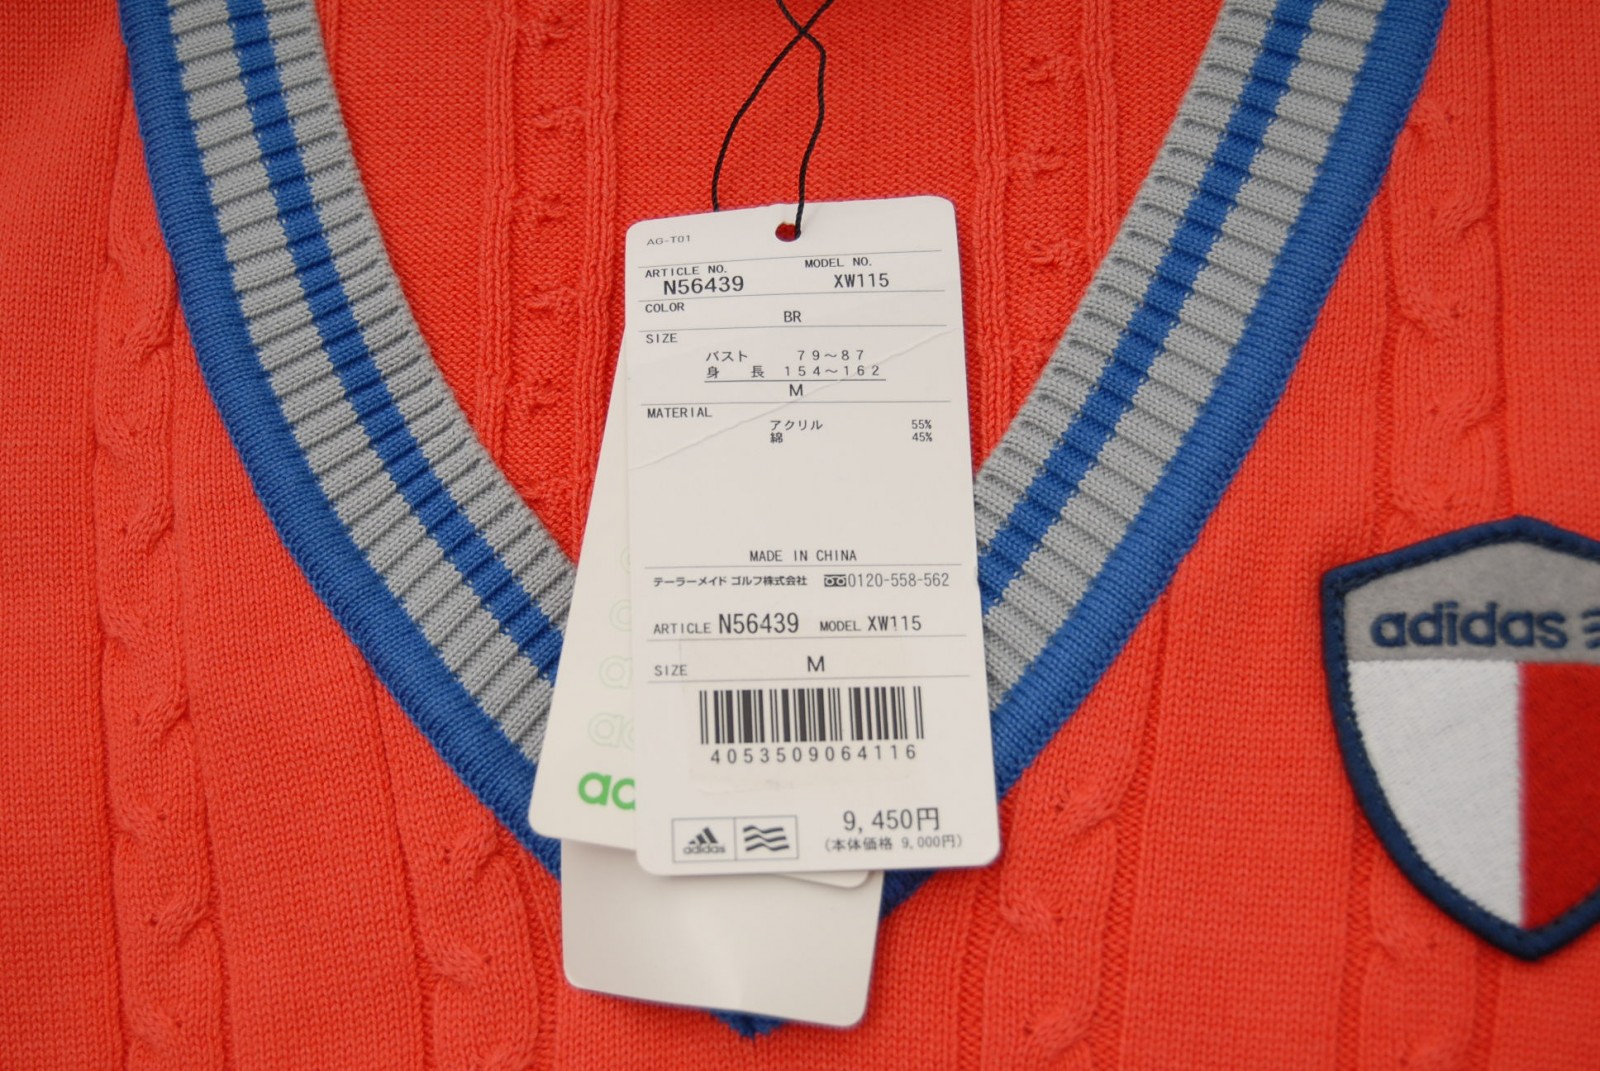 AG-T01
ARTICLE NO. MODEL NO.
N56439 XW115
COLOR
BR
SIZE
バスト 79～87
身 長 154～162
M
MATERIAL
アクリル 55%
綿 45%
MADE IN CHINA
テーラーメイド ゴルフ株式会社 0120-558-562
ARTICLE N56439 MODEL XW115
SIZE M
4053509064116
adidas
9,450円
(本体価格 9,000円)
adidas